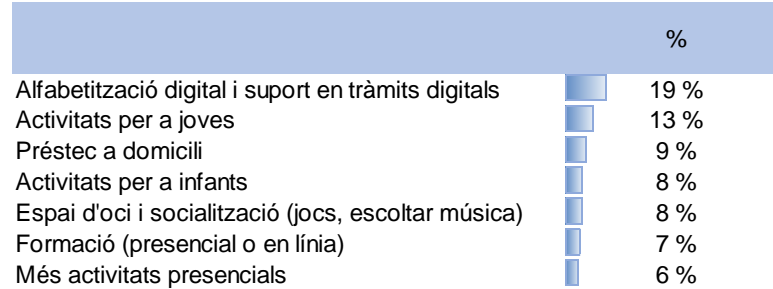 %
Alfabetització digital i suport en tràmits digitals 19 %
Activitats per a joves 13 %
Préstec a domicili 9 %
Activitats per a infants 8 %
Espai d'oci i socialització (jocs, escoltar música) 8 %
Formació (presencial o en línia) 7 %
Més activitats presencials 6 %